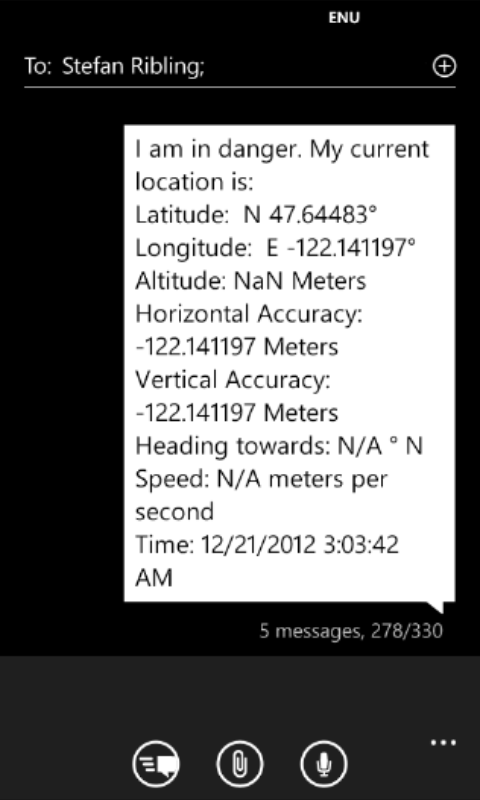 ENU
To: Stefan Ribling;
I am in danger. My current
location is:
Latitude:  N 47.64483°
Longitude:  E -122.141197°
Altitude: NaN Meters
Horizontal Accuracy:
-122.141197 Meters
Vertical Accuracy:
-122.141197 Meters
Heading towards: N/A ° N
Speed: N/A meters per
second
Time: 12/21/2012 3:03:42
AM
5 messages, 278/330